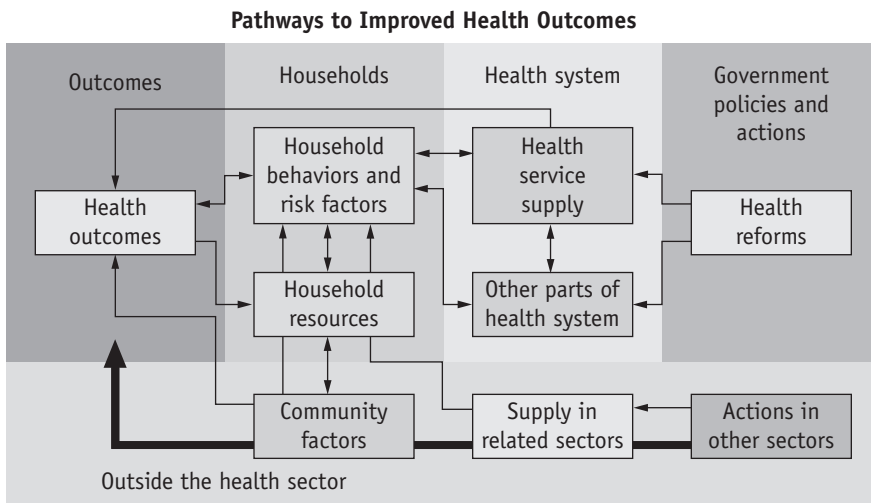 Pathways to Improved Health Outcomes
Outcomes
Households
Health system
Government
policies and
actions
Household
behaviors and
risk factors
Health
service
supply
Health
outcomes
Health
reforms
Household
resources
Other parts of
health system
Community
factors
Supply in
related sectors
Actions in
other sectors
Outside the health sector